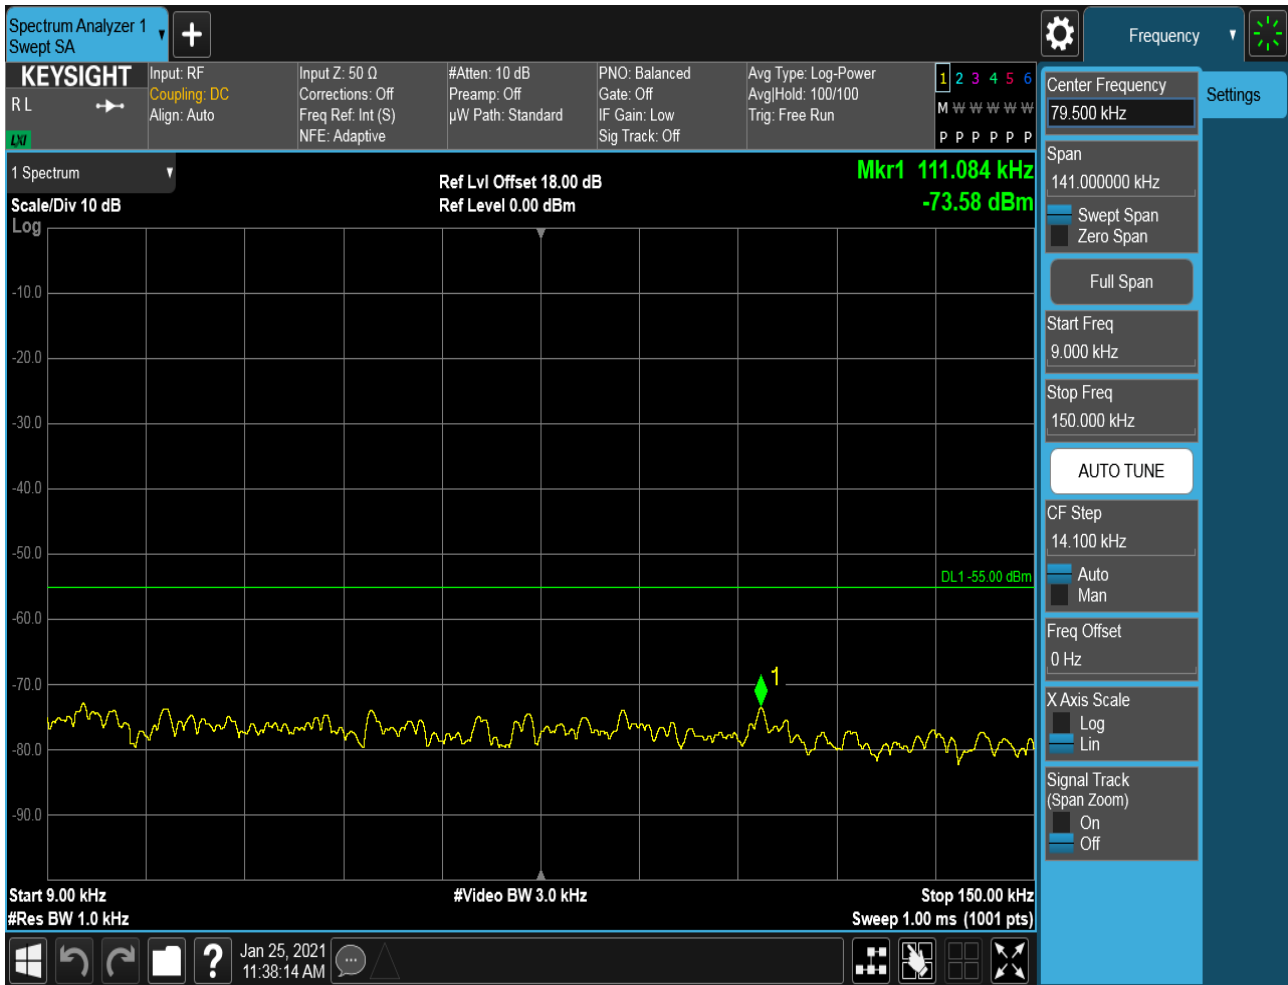 Spectrum Analyzer 1
Swept SA
Frequency
KEYSIGHT
R L
LXI
Input: RF
Coupling: DC
Align: Auto
Input Z: 50 Ω
Corrections: Off
Freq Ref: Int (S)
NFE: Adaptive
#Atten: 10 dB
Preamp: Off
µW Path: Standard
PNO: Balanced
Gate: Off
IF Gain: Low
Sig Track: Off
Avg Type: Log-Power
Avg|Hold: 100/100
Trig: Free Run
1 2 3 4 5 6
M W W W W W
P P P P P P
1 Spectrum
Scale/Div 10 dB
Log
Ref Lvl Offset 18.00 dB
Ref Level 0.00 dBm
Mkr1 111.084 kHz
-73.58 dBm
-10.0
-20.0
-30.0
-40.0
-50.0
DL1 -55.00 dBm
-60.0
-70.0
1
-80.0
-90.0
Start 9.00 kHz
#Video BW 3.0 kHz
Stop 150.00 kHz
#Res BW 1.0 kHz
Sweep 1.00 ms (1001 pts)
?
Jan 25, 2021
11:38:14 AM
Center Frequency
79.500 kHz
Settings
Span
141.000000 kHz
Swept Span
Zero Span
Full Span
Start Freq
9.000 kHz
Stop Freq
150.000 kHz
AUTO TUNE
CF Step
14.100 kHz
Auto
Man
Freq Offset
0 Hz
X Axis Scale
Log
Lin
Signal Track
(Span Zoom)
On
Off